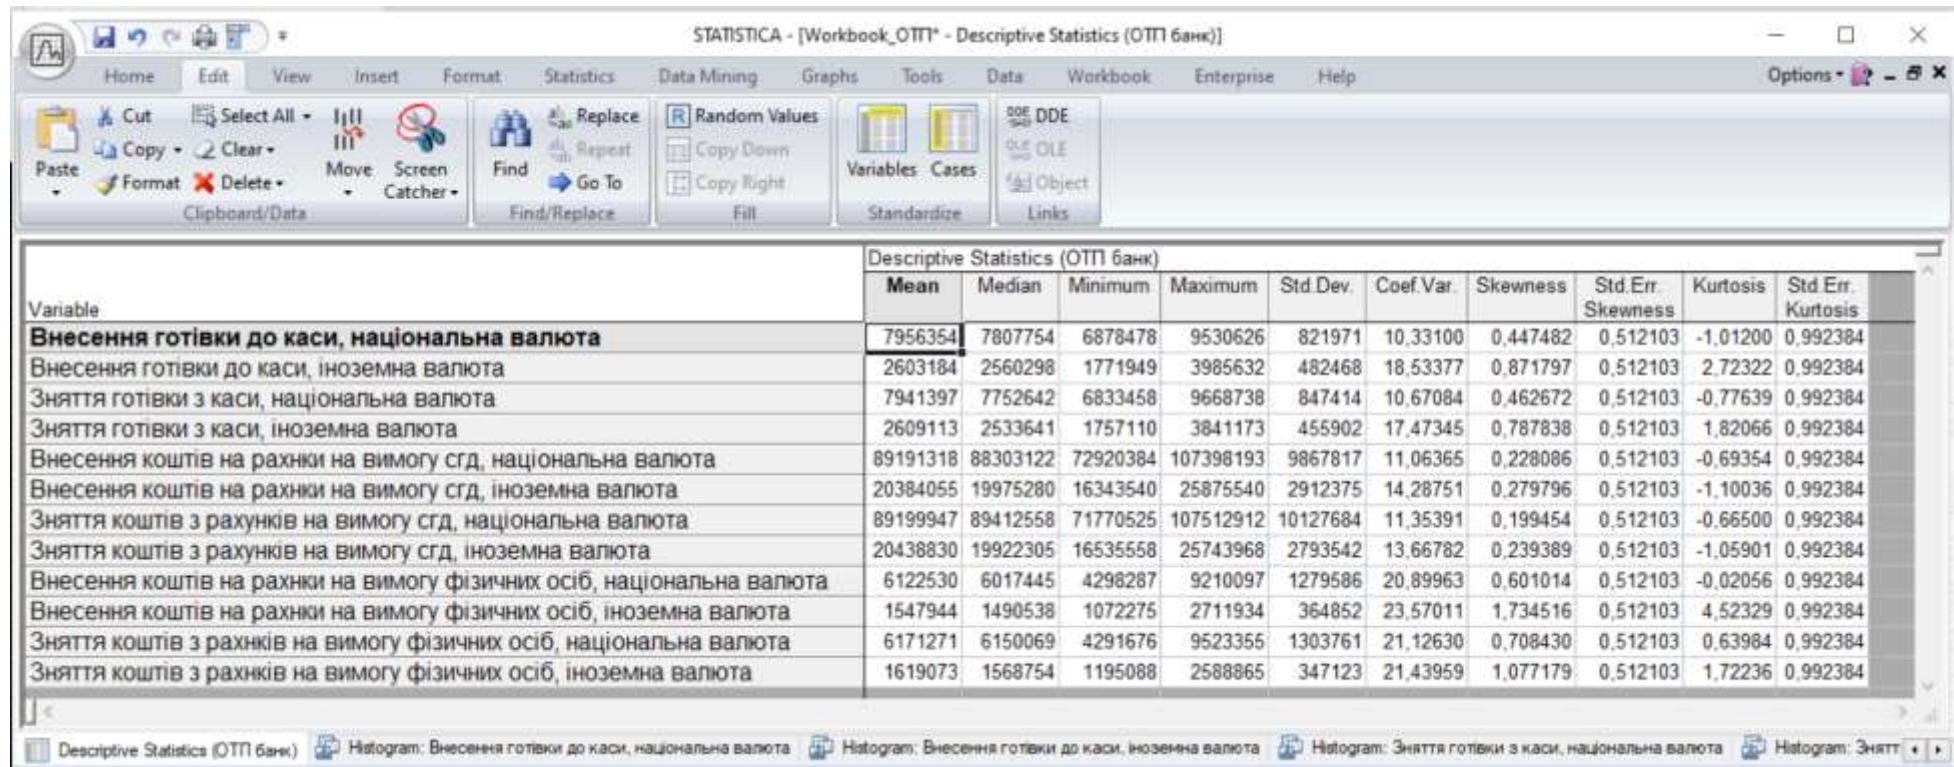 STATISTICA - [Workbook_ОТП* - Descriptive Statistics (ОТП банк)]
Home Edit View Insert Format Statistics Data Mining Graphs Tools Data Workbook Enterprise Help Options
Cut Select All Replace R Random Values DDE DDE
Copy Clear Repeat Copy Down OLE OLE
Paste Format Delete Move Screen Catcher Find Go To Copy Right Variables Cases Object
Clipboard/Data Find/Replace Fill Standardize Links
Descriptive Statistics (ОТП банк)
Variable Mean Median Minimum Maximum Std.Dev. Coef.Var. Skewness Std.Err. Skewness Kurtosis Std.Err. Kurtosis
Внесення готівки до каси, національна валюта 7956354 7807754 6878478 9530626 821971 10,33100 0,447482 0,512103 -1,01200 0,992384
Внесення готівки до каси, іноземна валюта 2603184 2560298 1771949 3985632 482468 18,53377 0,871797 0,512103 2,72322 0,992384
Зняття готівки з каси, національна валюта 7941397 7752642 6833458 9668738 847414 10,67084 0,462672 0,512103 -0,77639 0,992384
Зняття готівки з каси, іноземна валюта 2609113 2533641 1757110 3841173 455902 17,47345 0,787838 0,512103 1,82066 0,992384
Внесення коштів на рахнки на вимогу сгд, національна валюта 89191318 88303122 72920384 107398193 9867817 11,06365 0,228086 0,512103 -0,69354 0,992384
Внесення коштів на рахнки на вимогу сгд, іноземна валюта 20384055 19975280 16343540 25875540 2912375 14,28751 0,279796 0,512103 -1,10036 0,992384
Зняття коштів з рахунків на вимогу сгд, національна валюта 89199947 89412558 71770525 107512912 10127684 11,35391 0,199454 0,512103 -0,66500 0,992384
Зняття коштів з рахунків на вимогу сгд, іноземна валюта 20438830 19922305 16535558 25743968 2793542 13,66782 0,239389 0,512103 -1,05901 0,992384
Внесення коштів на рахнки на вимогу фізичних осіб, національна валюта 6122530 6017445 4298287 9210097 1279586 20,89963 0,601014 0,512103 -0,02056 0,992384
Внесення коштів на рахнки на вимогу фізичних осіб, іноземна валюта 1547944 1490538 1072275 2711934 364852 23,57011 1,734516 0,512103 4,52329 0,992384
Зняття коштів з рахнків на вимогу фізичних осіб, національна валюта 6171271 6150069 4291676 9523355 1303761 21,12630 0,708430 0,512103 0,63984 0,992384
Зняття коштів з рахнків на вимогу фізичних осіб, іноземна валюта 1619073 1568754 1195088 2588865 347123 21,43959 1,077179 0,512103 1,72236 0,992384
Descriptive Statistics (ОТП банк) Histogram: Внесення готівки до каси, національна валюта Histogram: Внесення готівки до каси, іноземна валюта Histogram: Зняття готівки з каси, національна валюта Histogram: Знятт